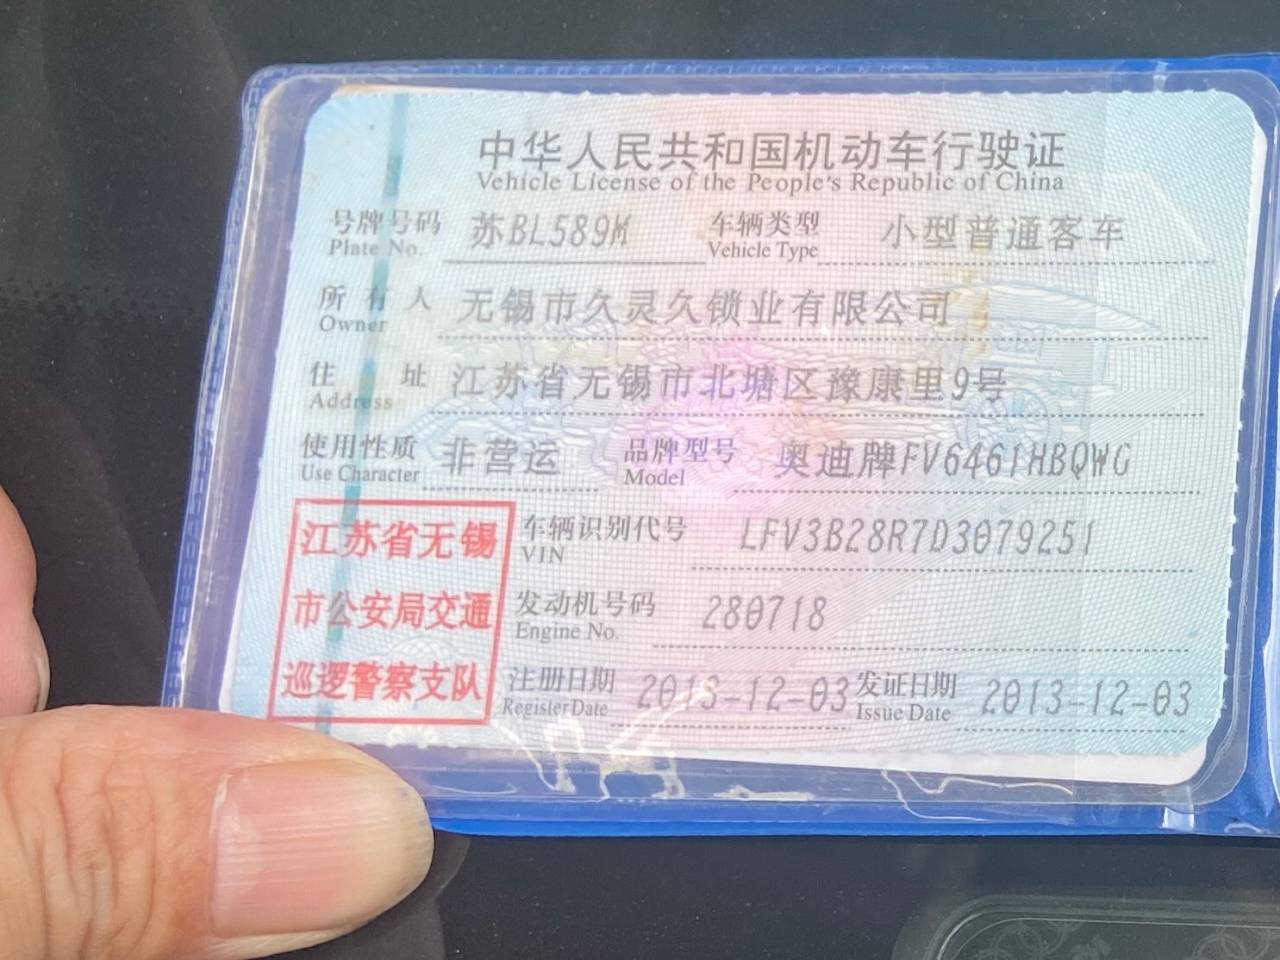 中华人民共和国机动车行驶证
Vehicle License of the People's Republic of China
号牌号码 苏BL589M 车辆类型 小型普通客车
Plate No. Vehicle Type
所有人 无锡市久灵久锁业有限公司
Owner
住址 江苏省无锡市北塘区豫康里9号
Address
使用性质 非营运 品牌型号 奥迪牌FV6461HBQWG
Use Character Model
江苏省无锡
市公安局交通
巡逻警察支队
车辆识别代号 LFV3B28R7D3079251
VIN
发动机号码 280718
Engine No.
注册日期 2013-12-03 发证日期 2013-12-03
Register Date Issue Date